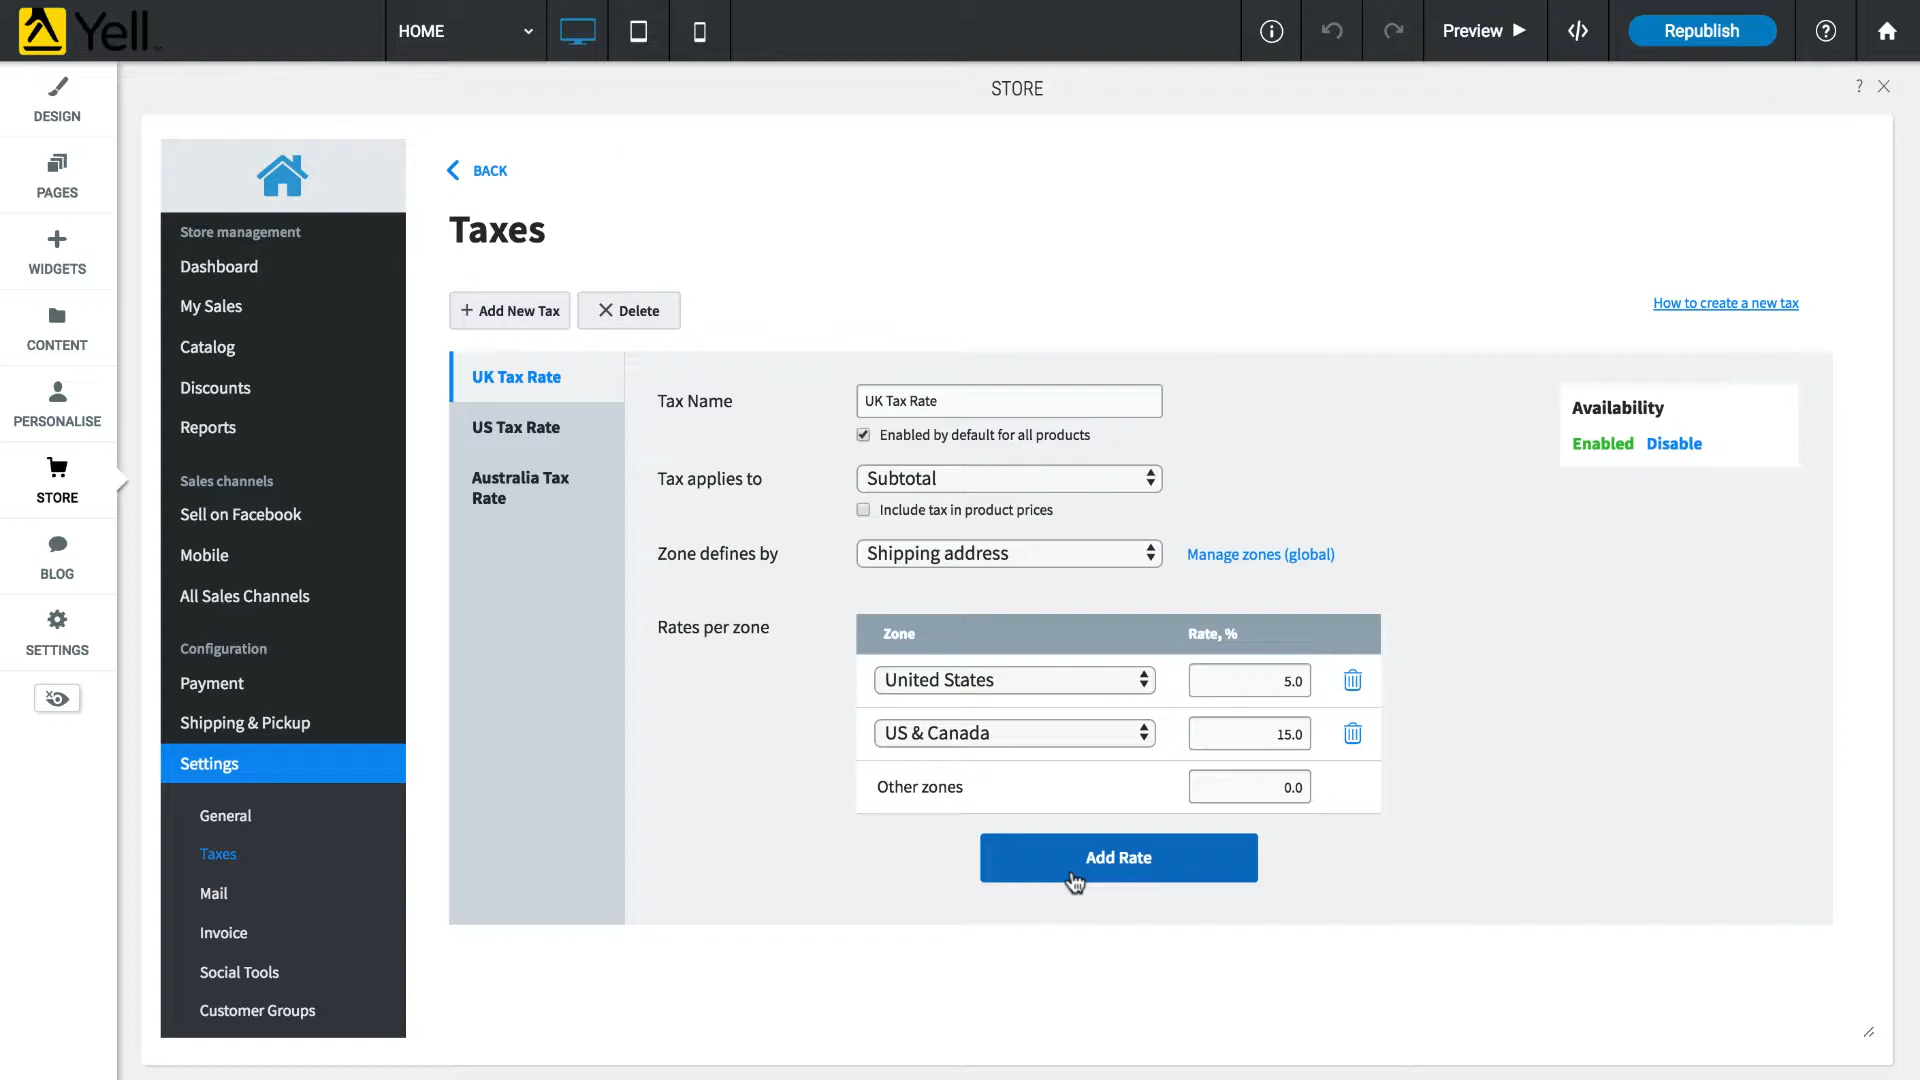 Yell
HOME
Preview
Republish
STORE
?
DESIGN
PAGES
WIDGETS
CONTENT
PERSONALISE
STORE
BLOG
SETTINGS
Store management
Dashboard
My Sales
Catalog
Discounts
Reports
Sales channels
Sell on Facebook
Mobile
All Sales Channels
Configuration
Payment
Shipping & Pickup
Settings
General
Taxes
Mail
Invoice
Social Tools
Customer Groups
BACK
Taxes
Add New Tax
Delete
How to create a new tax
UK Tax Rate
US Tax Rate
Australia Tax
Rate
Tax Name
UK Tax Rate
Enabled by default for all products
Tax applies to
Subtotal
Include tax in product prices
Zone defines by
Shipping address
Manage zones (global)
Rates per zone
Zone Rate, %
United States 5.0
US & Canada 15.0
Other zones 0.0
Add Rate
Availability
Enabled Disable